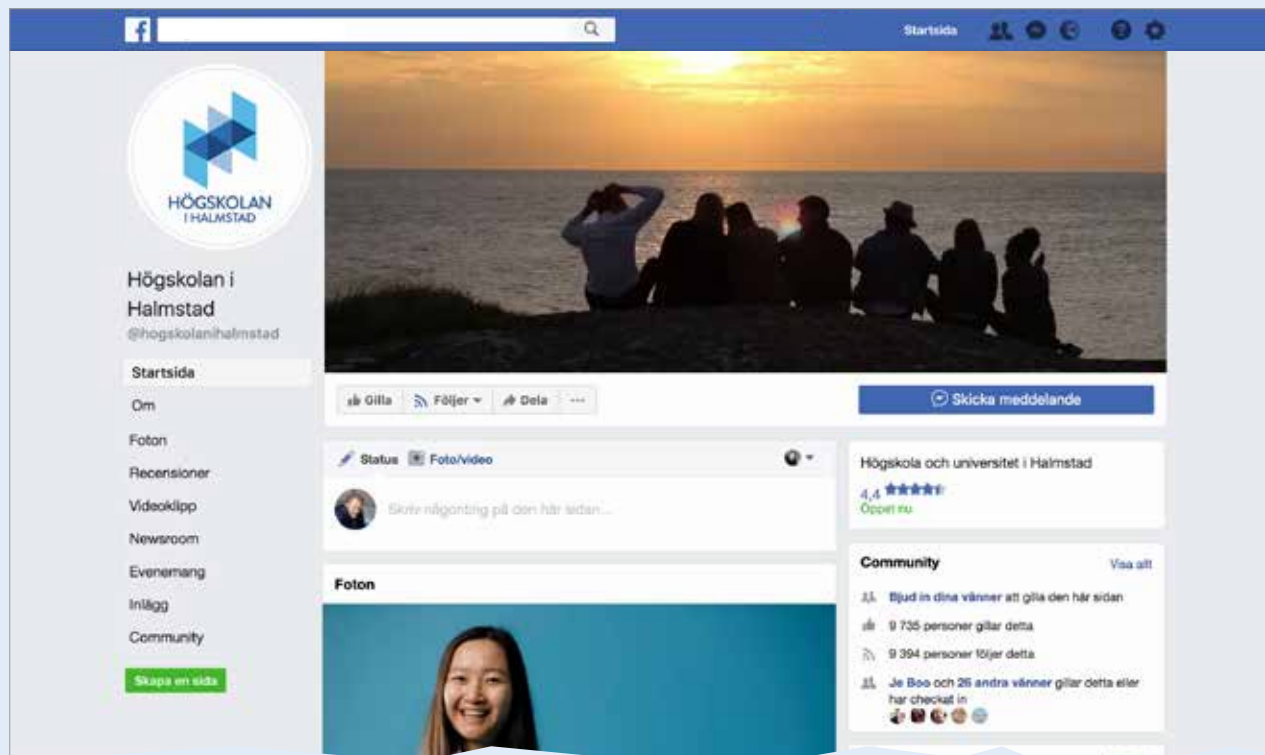 f
Startsida
HÖGSKOLAN
I HALMSTAD
Högskolan i
Halmstad
@hogskolanihalmstad
Startsida
Om
Foton
Recensioner
Videoklipp
Newsroom
Evenemang
Inlägg
Community
Skapa en sida
Gilla
Följer
Dela
...
Skicka meddelande
Status
Foto/video
Skriv någonting på den här sidan...
Foton
Högskola och universitet i Halmstad
4,4
Öppet nu
Community
Visa allt
Bjud in dina vänner att gilla den här sidan
9 735 personer gillar detta
9 394 personer följer detta
Je Boo och 26 andra vänner gillar detta eller
har checkat in